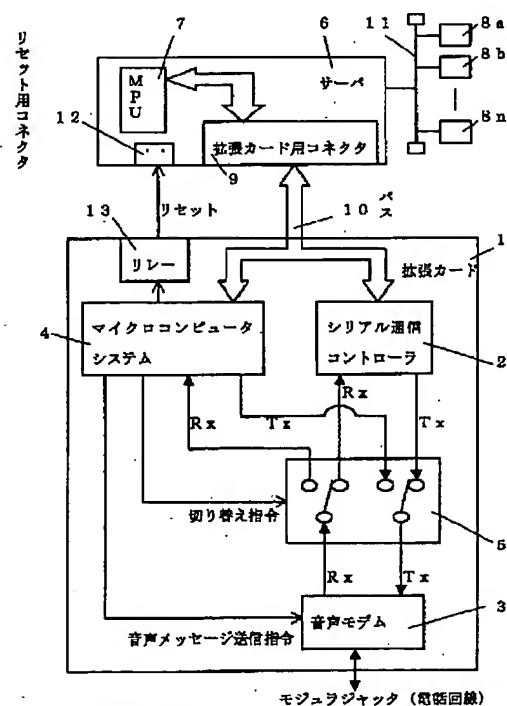 リセット用コネクタ
7
6
11
8a
8b
8n
MPU
サーバ
12
拡張カード用コネクタ
9
リセット
10
バス
13
リレー
1
拡張カード
4
マイクロコンピュータ
システム
シリアル通信
コントローラ
2
Rx
Tx
Rx
Tx
切り替え指令
5
Rx
Tx
音声モデム
3
音声メッセージ送信指令
モジュラジャッタ(電話回線)